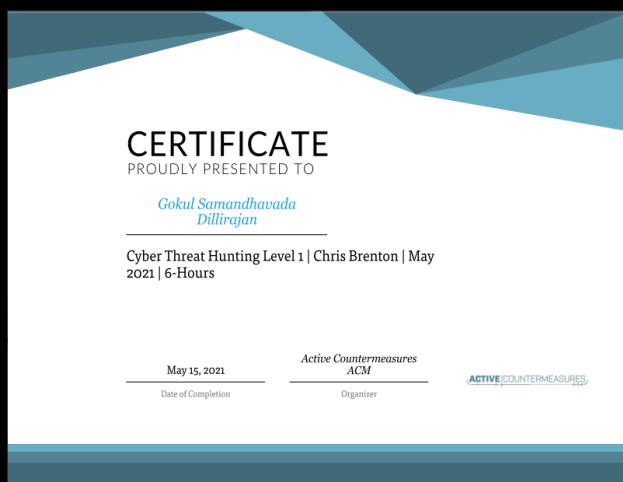 CERTIFICATE
PROUDLY PRESENTED TO
Gokul Samandhavada
Dillirajan
Cyber Threat Hunting Level 1 | Chris Brenton | May
2021 | 6-Hours
May 15, 2021
Date of Completion
Active Countermeasures
ACM
Organizer
ACTIVE COUNTERMEASURES